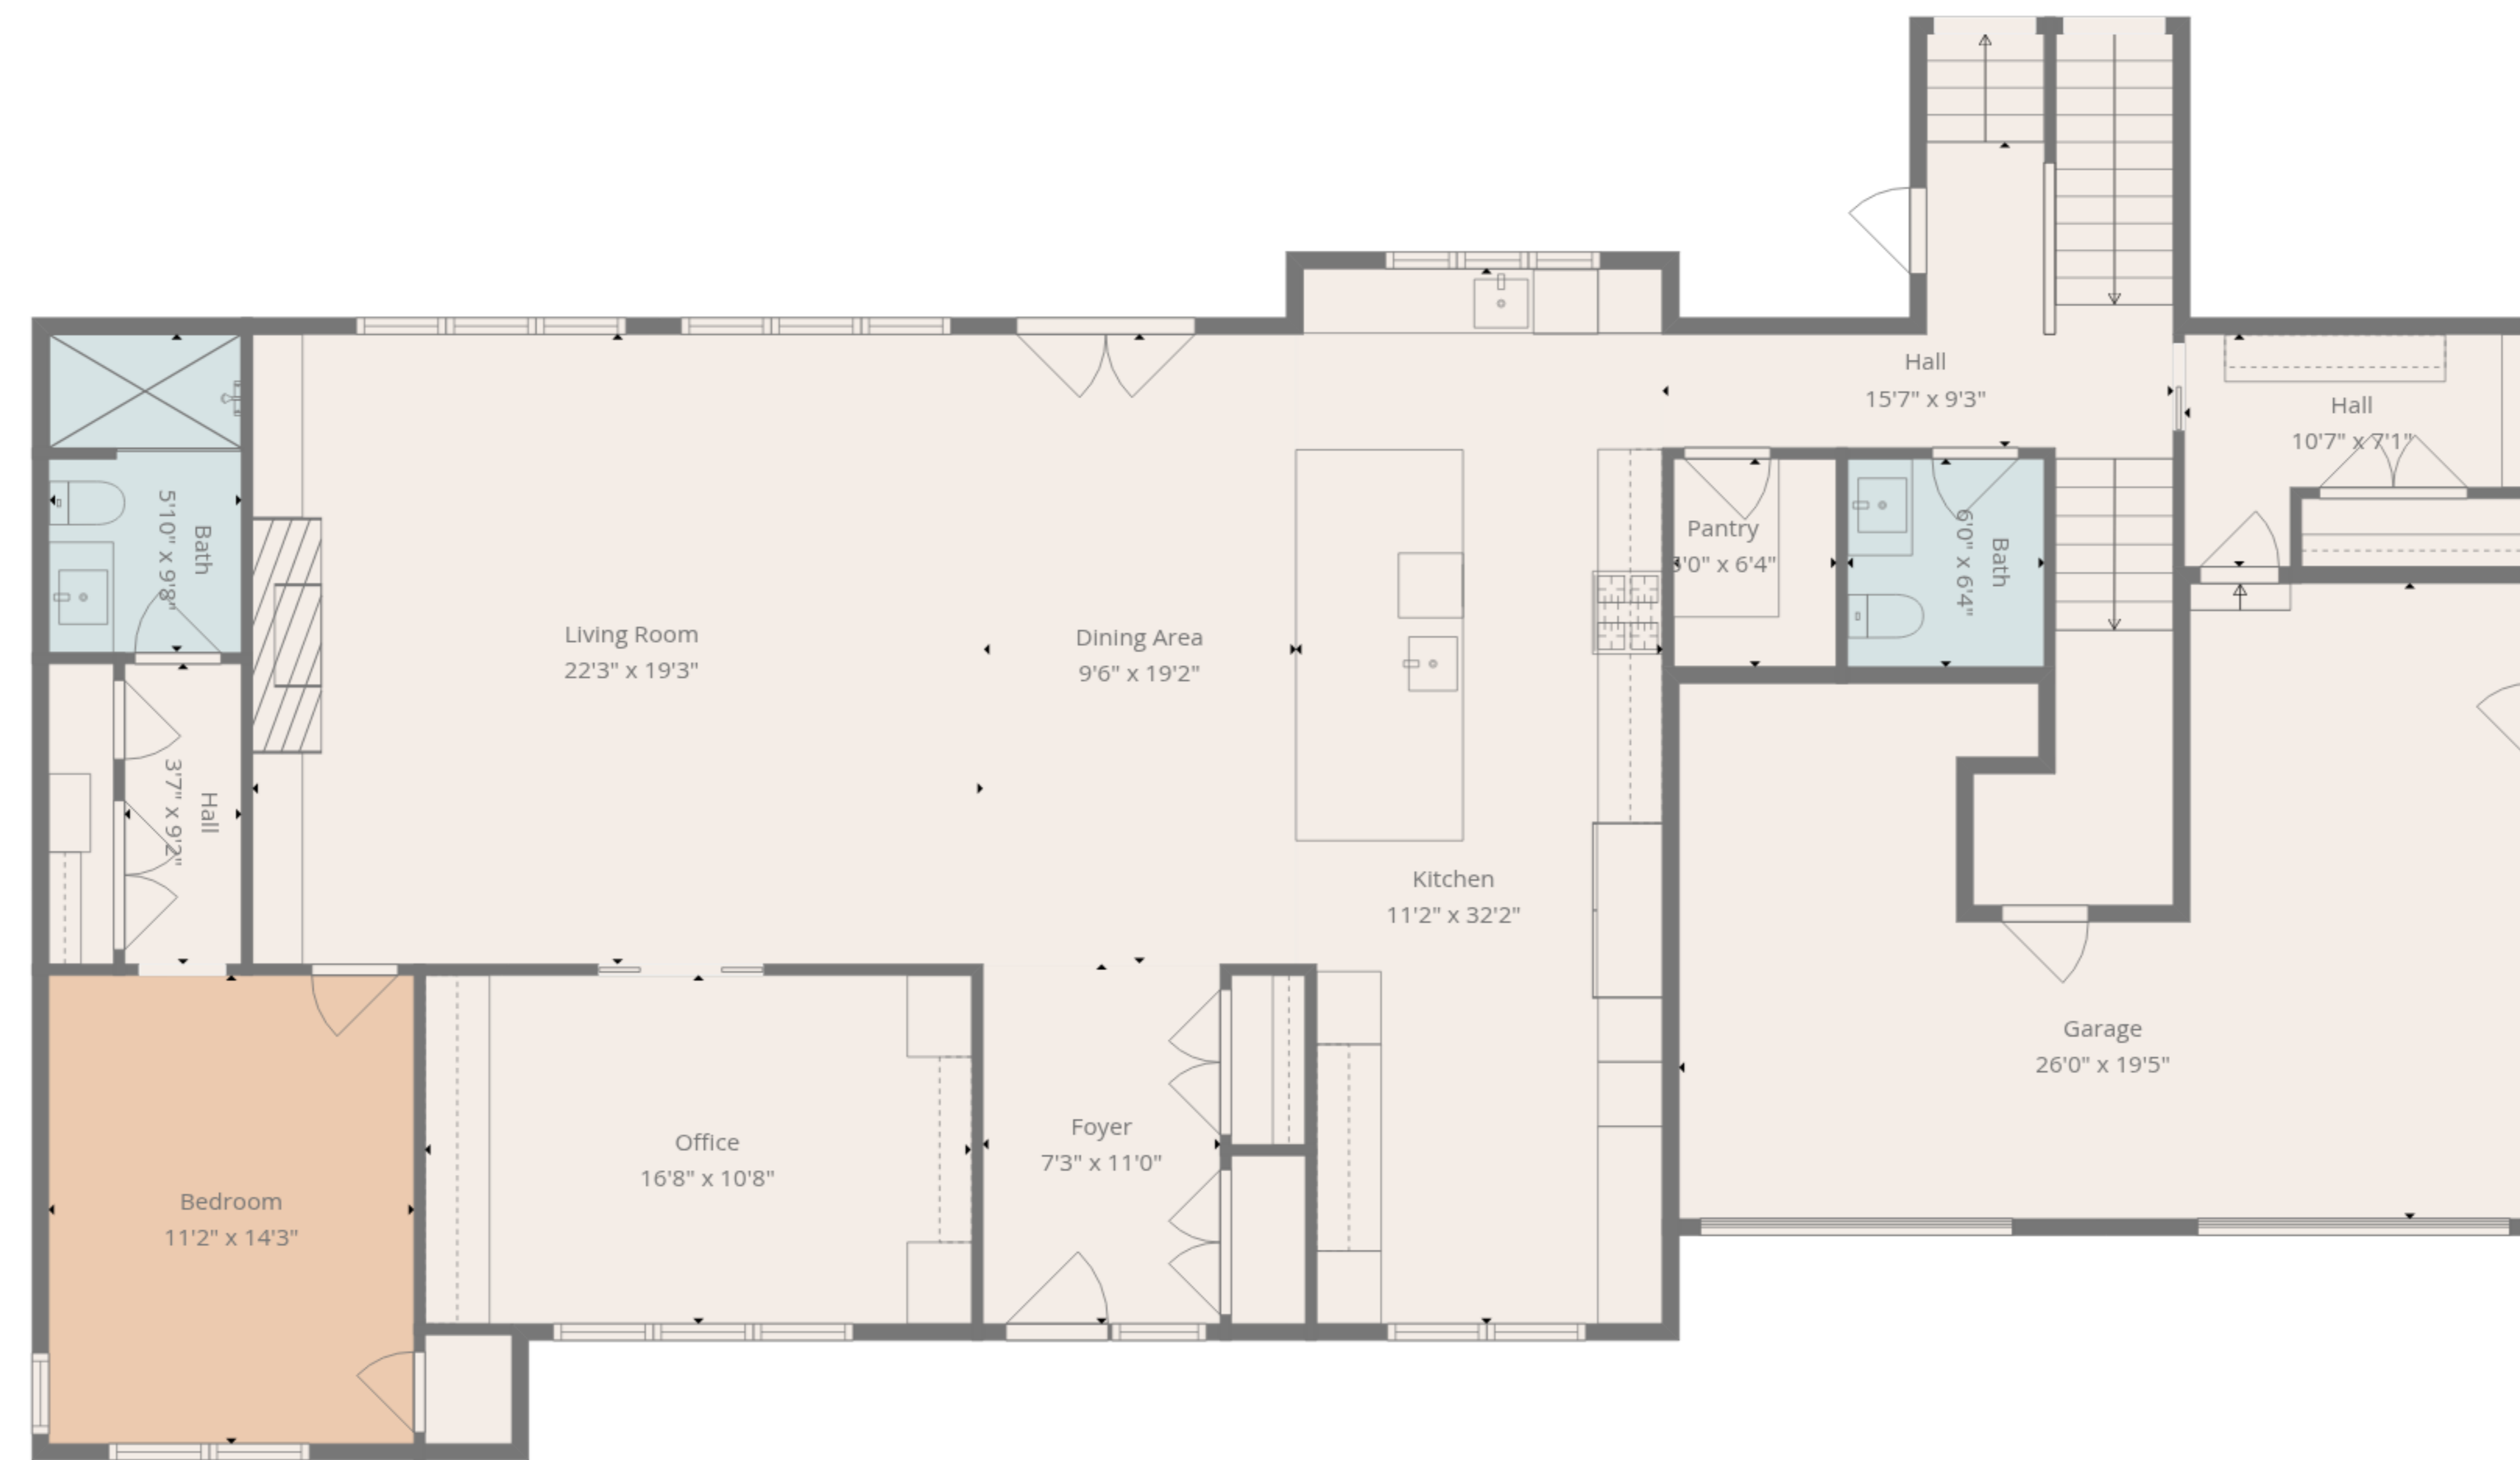 Hall
15'7" x 9'3"
Hall
10'7" x 7'1"
Bath
5'10" x 9'8"
Pantry
'0" x 6'4"
Bath
6'0" x 6'4"
Living Room
22'3" x 19'3"
Dining Area
9'6" x 19'2"
Hall
3'7" x 9'2"
Kitchen
11'2" x 32'2"
Garage
26'0" x 19'5"
Foyer
7'3" x 11'0"
Office
16'8" x 10'8"
Bedroom
11'2" x 14'3"